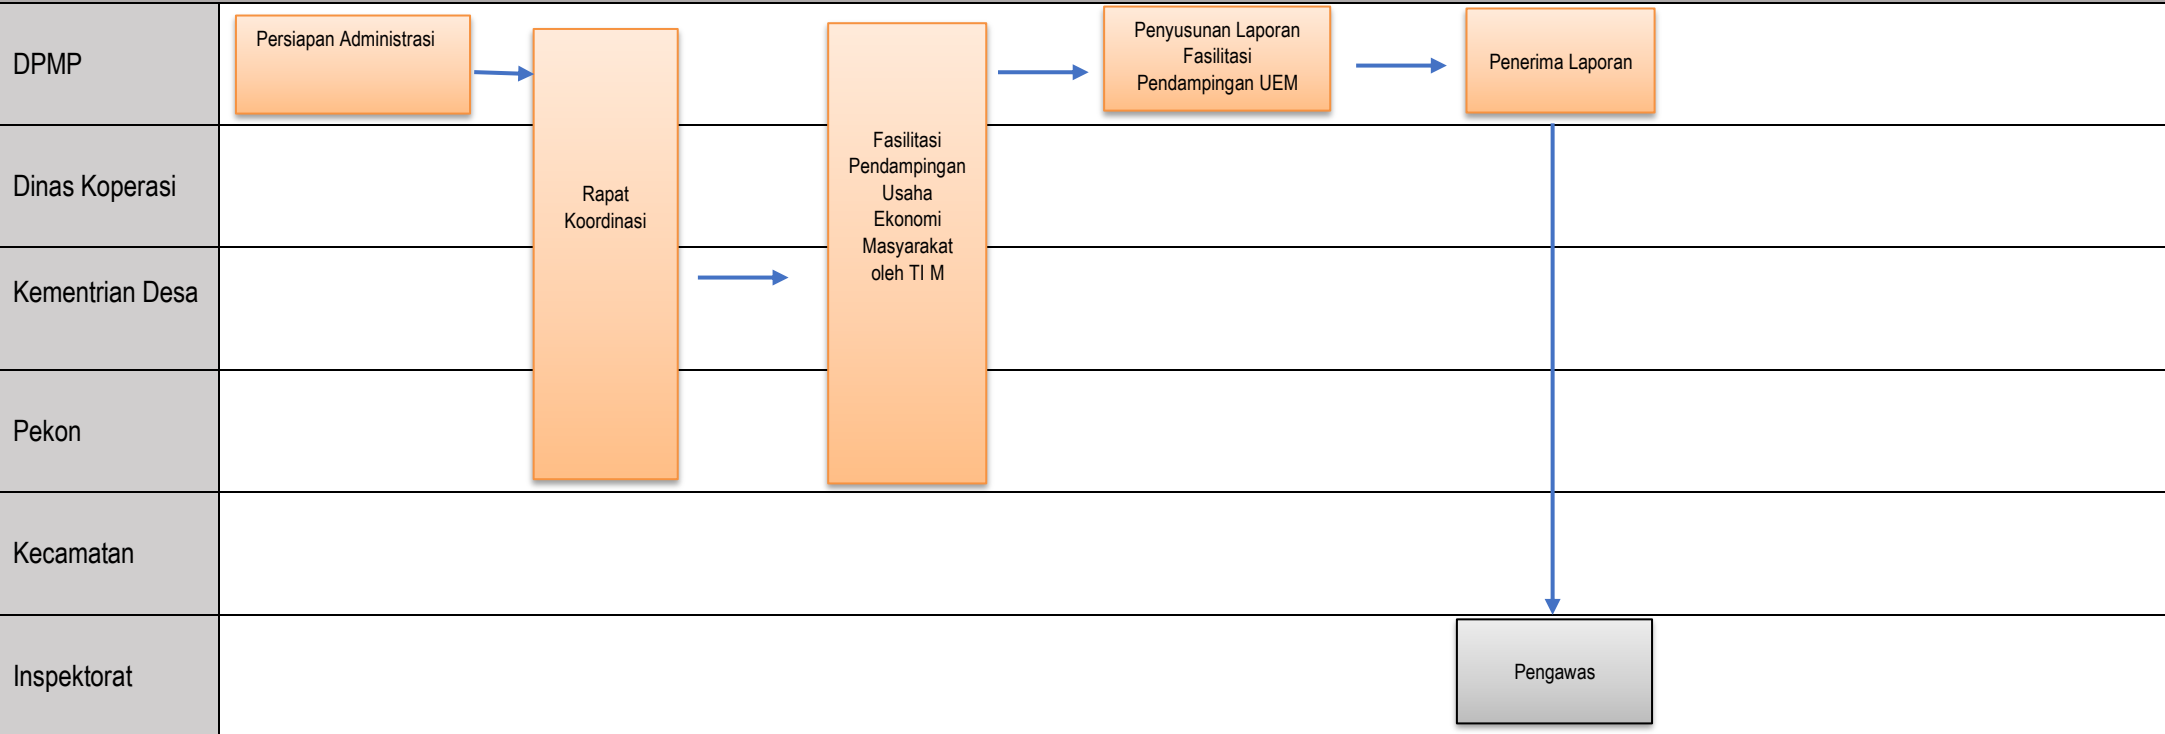 DPMP
Persiapan Administrasi
Penyusunan Laporan
Fasilitasi
Pendampingan UEM
Penerima Laporan
Dinas Koperasi
Rapat
Koordinasi
Fasilitasi
Pendampingan
Usaha
Ekonomi
Masyarakat
oleh TI M
Kementrian Desa
Pekon
Kecamatan
Inspektorat
Pengawas